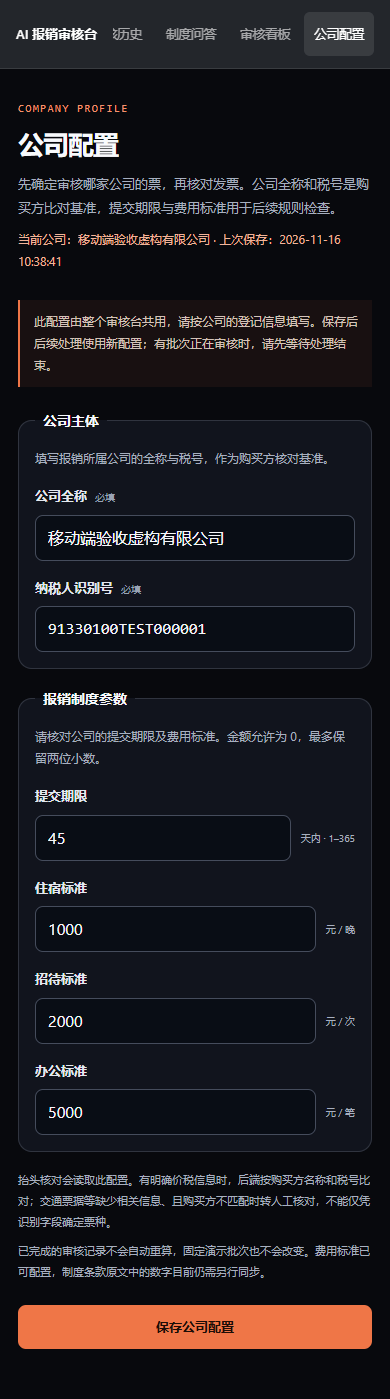 AI 报销审核台 历史 制度问答 审核看板 公司配置
COMPANY PROFILE
公司配置
先确定审核哪家公司的票，再核对发票。公司全称和税号是购
买方比对基准，提交期限与费用标准用于后续规则检查。
当前公司：移动端验收虚构有限公司 · 上次保存：2026-11-16
10:38:41
此配置由整个审核台共用，请按公司的登记信息填写。保存后
后续处理使用新配置；有批次正在审核时，请先等待处理结
束。
公司主体
填写报销所属公司的全称与税号，作为购买方核对基准。
公司全称 必填
移动端验收虚构有限公司
纳税人识别号 必填
91330100TEST000001
报销制度参数
请核对公司的提交期限及费用标准。金额允许为 0，最多保
留两位小数。
提交期限
45 天内 · 1–365
住宿标准
1000 元 / 晚
招待标准
2000 元 / 次
办公标准
5000 元 / 笔
抬头核对会读取此配置。有明确价税信息时，后端按购买方名称和税号比
对；交通票据等缺少相关信息、且购买方不匹配时转人工核对，不能仅凭
识别字段确定票种。
已完成的审核记录不会自动重算，固定演示批次也不会改变。费用标准已
可配置，制度条款原文中的数字目前仍需另行同步。
保存公司配置